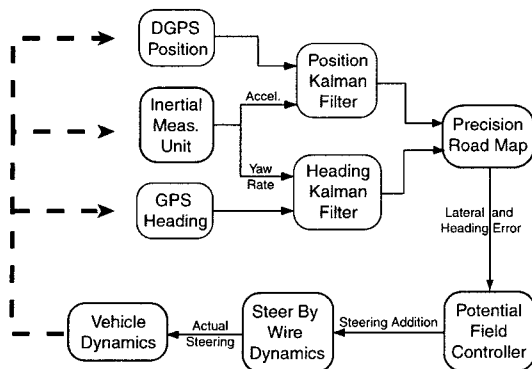 DGPS
Position
Position
Kalman
Filter
Inertial
Meas.
Unit
Accel.
Precision
Road Map
Yaw
Rate
Heading
Kalman
Filter
GPS
Heading
Lateral and
Heading Error
Vehicle
Dynamics
Actual
Steering
Steer By
Wire
Dynamics
Steering Addition
Potential
Field
Controller